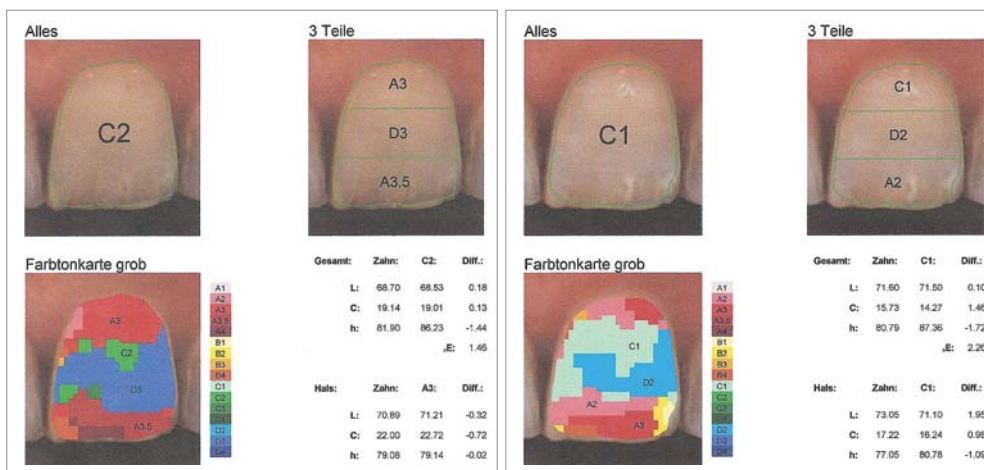 Alles
3 Teile
C2
A3
D3
A3.5
Farbtonkarte grob
A3
C2
D3
A3.5
A1
A2
A3
A3.5
A4
B1
B2
B3
B4
C1
C2
C3
C4
D2
D3
D4
Gesamt: Zahn: C2: Diff.:
L: 68.70 68.53 0.18
C: 19.14 19.01 0.13
h: 81.90 86.23 -1.44
E: 1.46
Hals: Zahn: A3: Diff.:
L: 70.89 71.21 -0.32
C: 22.00 22.72 -0.72
h: 79.08 79.14 -0.02
Alles
3 Teile
C1
C1
D2
A2
Farbtonkarte grob
C1
D2
A2
A3
A1
A2
A3
A3.5
A4
B1
B2
B3
B4
C1
C2
C3
C4
D2
D3
D4
Gesamt: Zahn: C1: Diff.:
L: 71.60 71.50 0.10
C: 15.73 14.27 1.46
h: 80.79 87.36 -1.72
E: 2.26
Hals: Zahn: C1: Diff.:
L: 73.05 71.10 1.95
C: 17.22 16.24 0.98
h: 77.05 80.78 -1.09